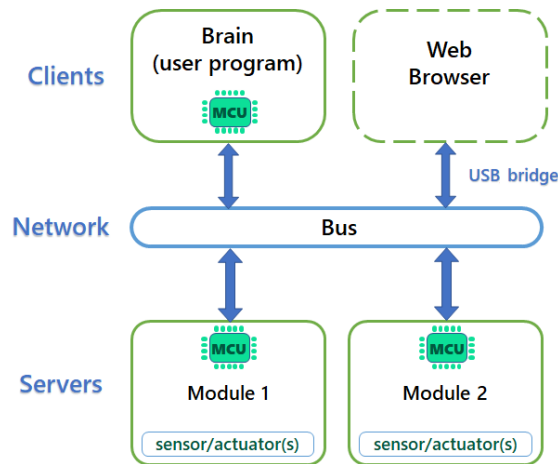 Clients
Brain
(user program)
MCU
Web
Browser
USB bridge
Network
Bus
Servers
MCU
Module 1
sensor/actuator(s)
MCU
Module 2
sensor/actuator(s)